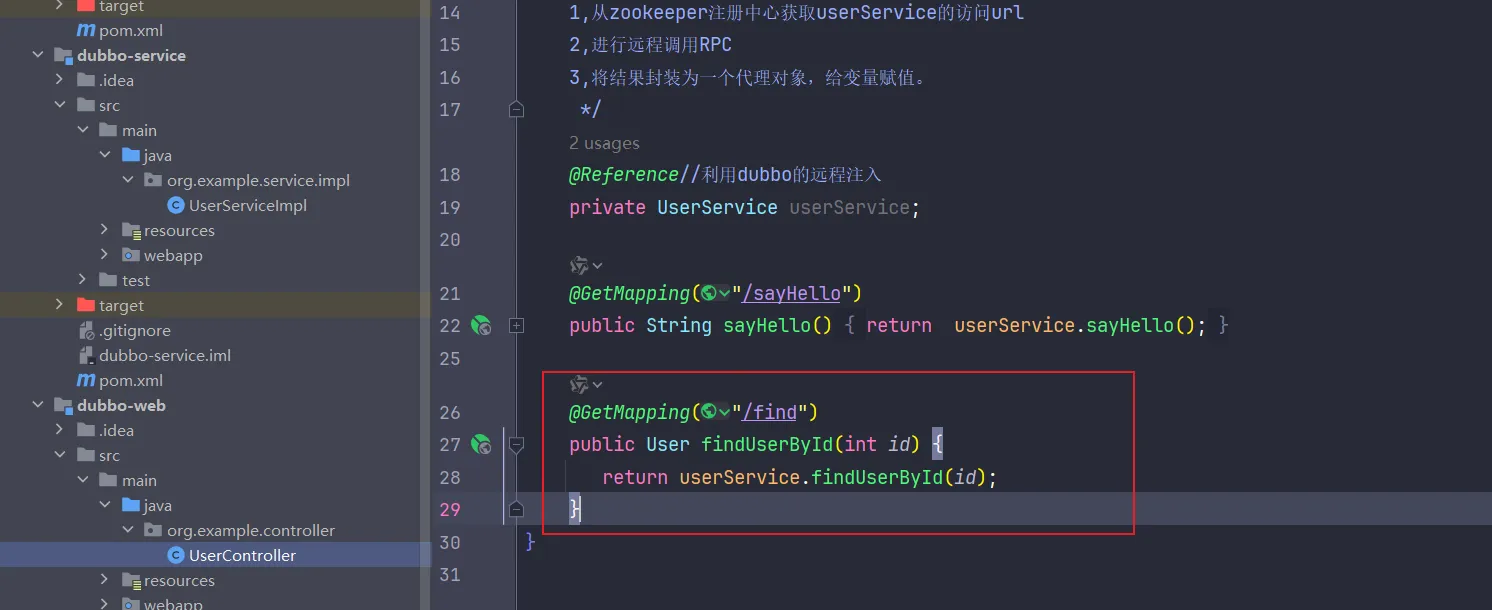 target
pom.xml
dubbo-service
.idea
src
main
java
org.example.service.impl
UserServiceImpl
resources
webapp
test
target
.gitignore
dubbo-service.iml
pom.xml
dubbo-web
.idea
src
main
java
org.example.controller
UserController
resources
webapp
14 1,从zookeeper注册中心获取userService的访问url
15 2,进行远程调用RPC
16 3,将结果封装为一个代理对象，给变量赋值。
17 */
2 usages
18 @Reference//利用dubbo的远程注入
19 private UserService userService;
20
21 @GetMapping("/sayHello")
22 public String sayHello() { return userService.sayHello(); }
25
26 @GetMapping("/find")
27 public User findUserById(int id) {
28 return userService.findUserById(id);
29 }
30 }
31